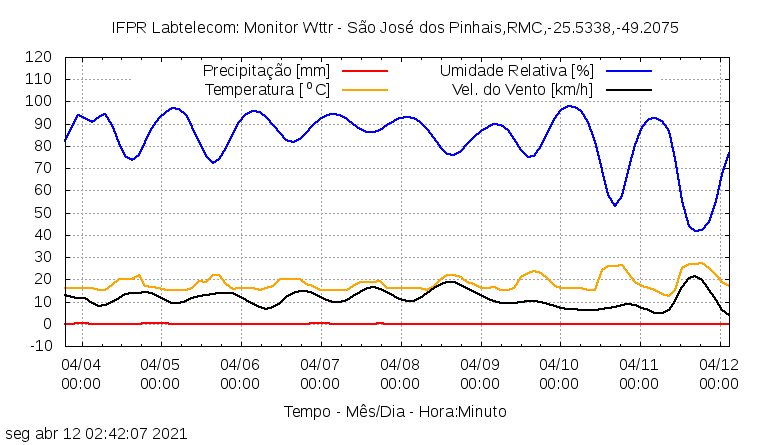 IFPR Labtelecom: Monitor Wttr - São José dos Pinhais,RMC,-25.5338,-49.2075
Precipitação [mm] Umidade Relativa [%]
Temperatura [ ⁰C] Vel. do Vento [km/h]
120
110
100
90
80
70
60
50
40
30
20
10
0
-10
04/04 04/05 04/06 04/07 04/08 04/09 04/10 04/11 04/12
00:00 00:00 00:00 00:00 00:00 00:00 00:00 00:00 00:00
Tempo - Mês/Dia - Hora:Minuto
seg abr 12 02:42:07 2021